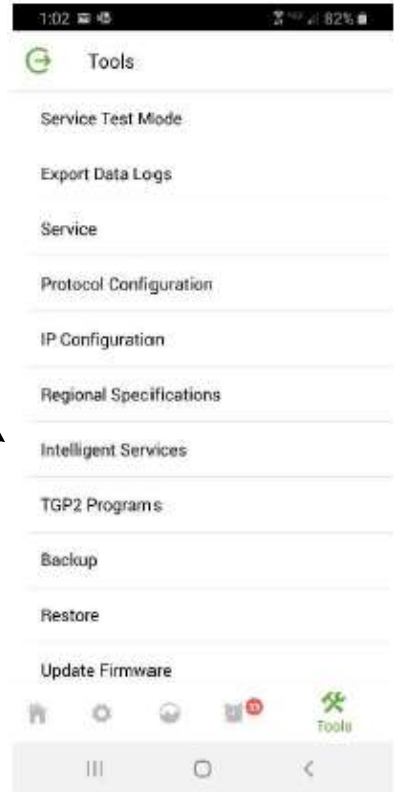 1:02 82%
Tools
Service Test Mode
Export Data Logs
Service
Protocol Configuration
IP Configuration
Regional Specifications
Intelligent Services
TGP2 Programs
Backup
Restore
Update Firmware
Tools